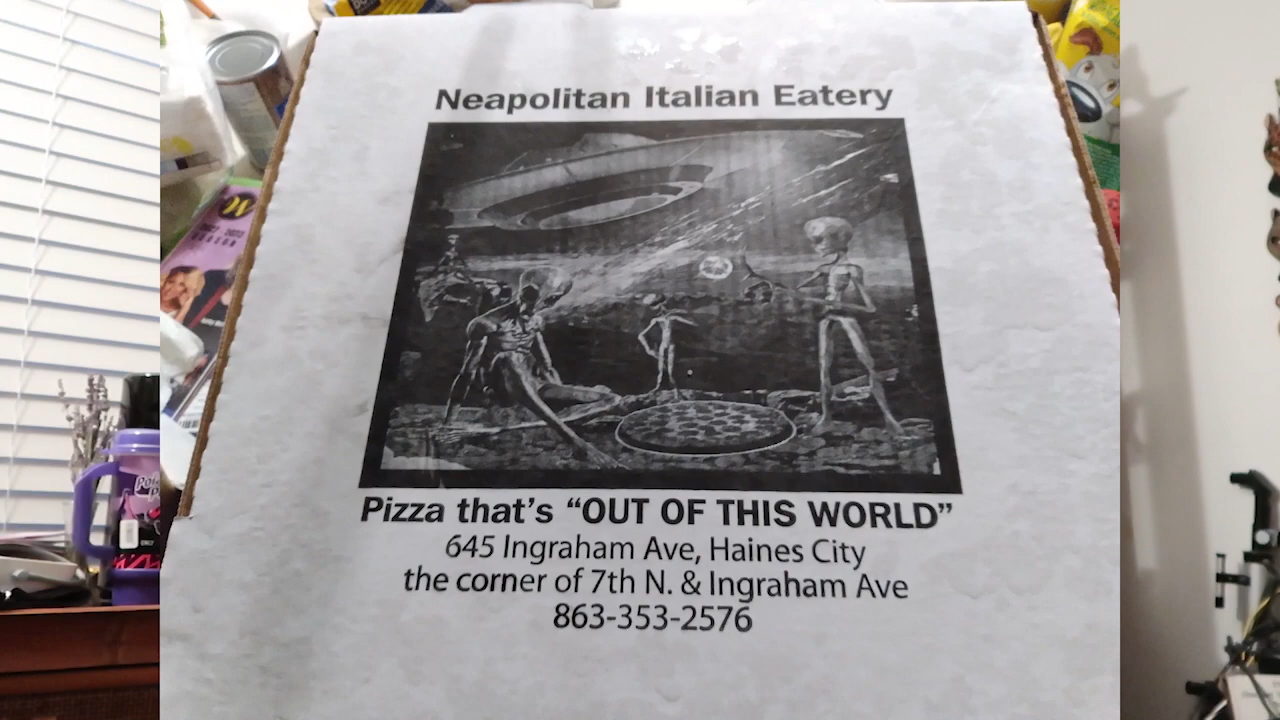 Neapolitan Italian Eatery
Pizza that's “OUT OF THIS WORLD”
645 Ingraham Ave, Haines City
the corner of 7th N. & Ingraham Ave
863-353-2576